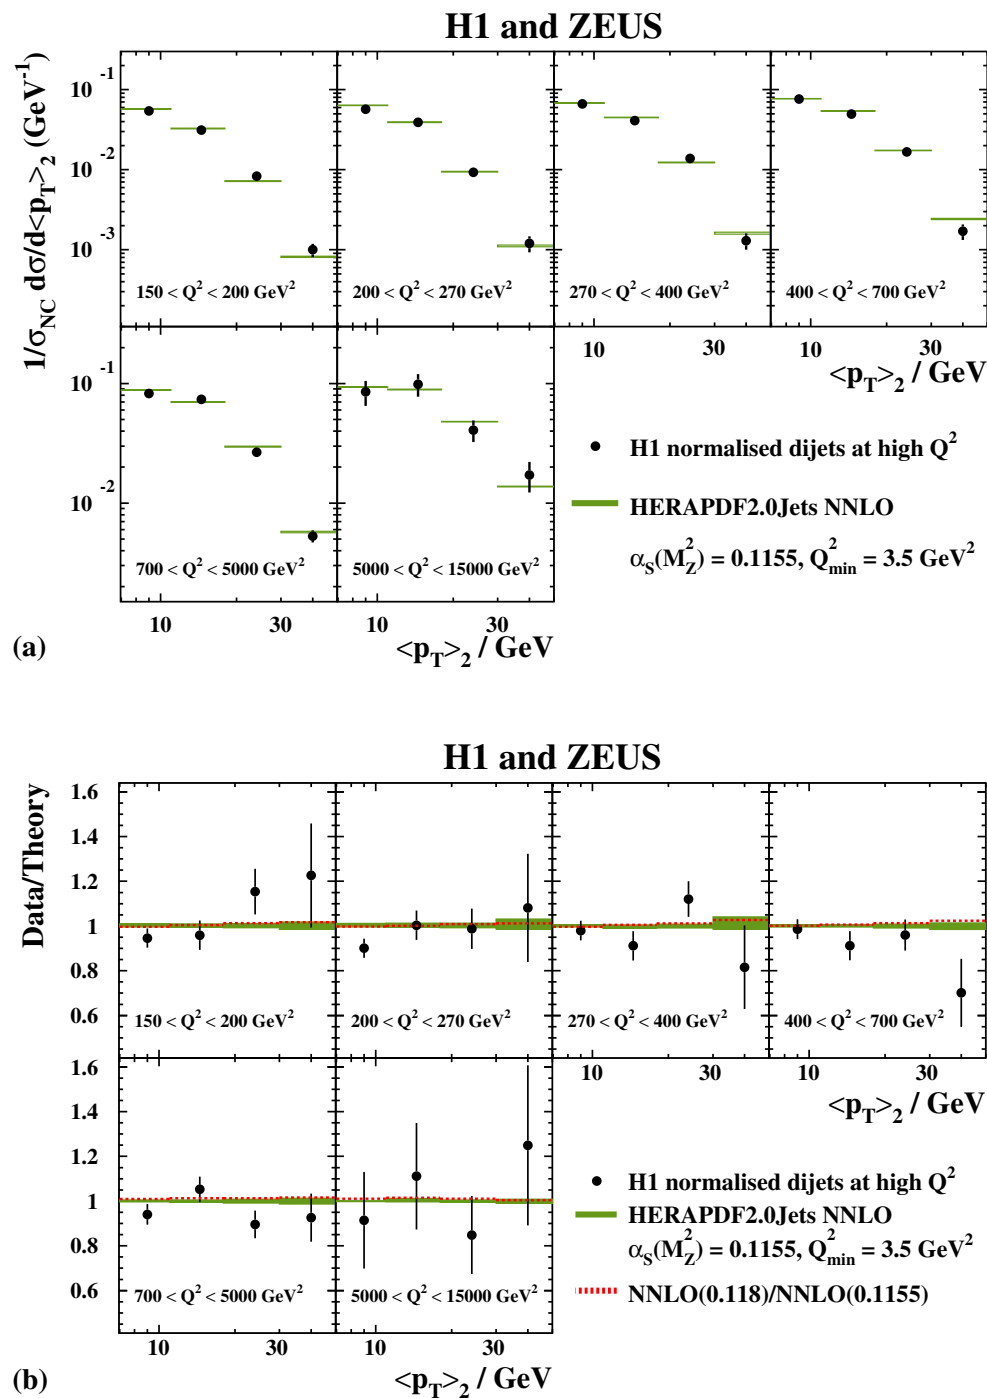 (a)
H1 and ZEUS
1/σ_NC dσ/d<p_T>_2 (GeV^-1)
10^-1
10^-2
10^-3
150 < Q^2 < 200 GeV^2
200 < Q^2 < 270 GeV^2
270 < Q^2 < 400 GeV^2
400 < Q^2 < 700 GeV^2
10 30 10 30
<p_T>_2 / GeV
10^-1
10^-2
700 < Q^2 < 5000 GeV^2
5000 < Q^2 < 15000 GeV^2
10 30 10 30
<p_T>_2 / GeV
H1 normalised dijets at high Q^2
HERAPDF2.0Jets NNLO
α_S(M_Z^2) = 0.1155, Q^2_min = 3.5 GeV^2
H1 and ZEUS
Data/Theory
1.6
1.4
1.2
1
0.8
0.6
150 < Q^2 < 200 GeV^2
200 < Q^2 < 270 GeV^2
270 < Q^2 < 400 GeV^2
400 < Q^2 < 700 GeV^2
10 30 10 30
<p_T>_2 / GeV
1.6
1.4
1.2
1
0.8
0.6
700 < Q^2 < 5000 GeV^2
5000 < Q^2 < 15000 GeV^2
10 30 10 30
<p_T>_2 / GeV
H1 normalised dijets at high Q^2
HERAPDF2.0Jets NNLO
α_S(M_Z^2) = 0.1155, Q^2_min = 3.5 GeV^2
NNLO(0.118)/NNLO(0.1155)
(b)